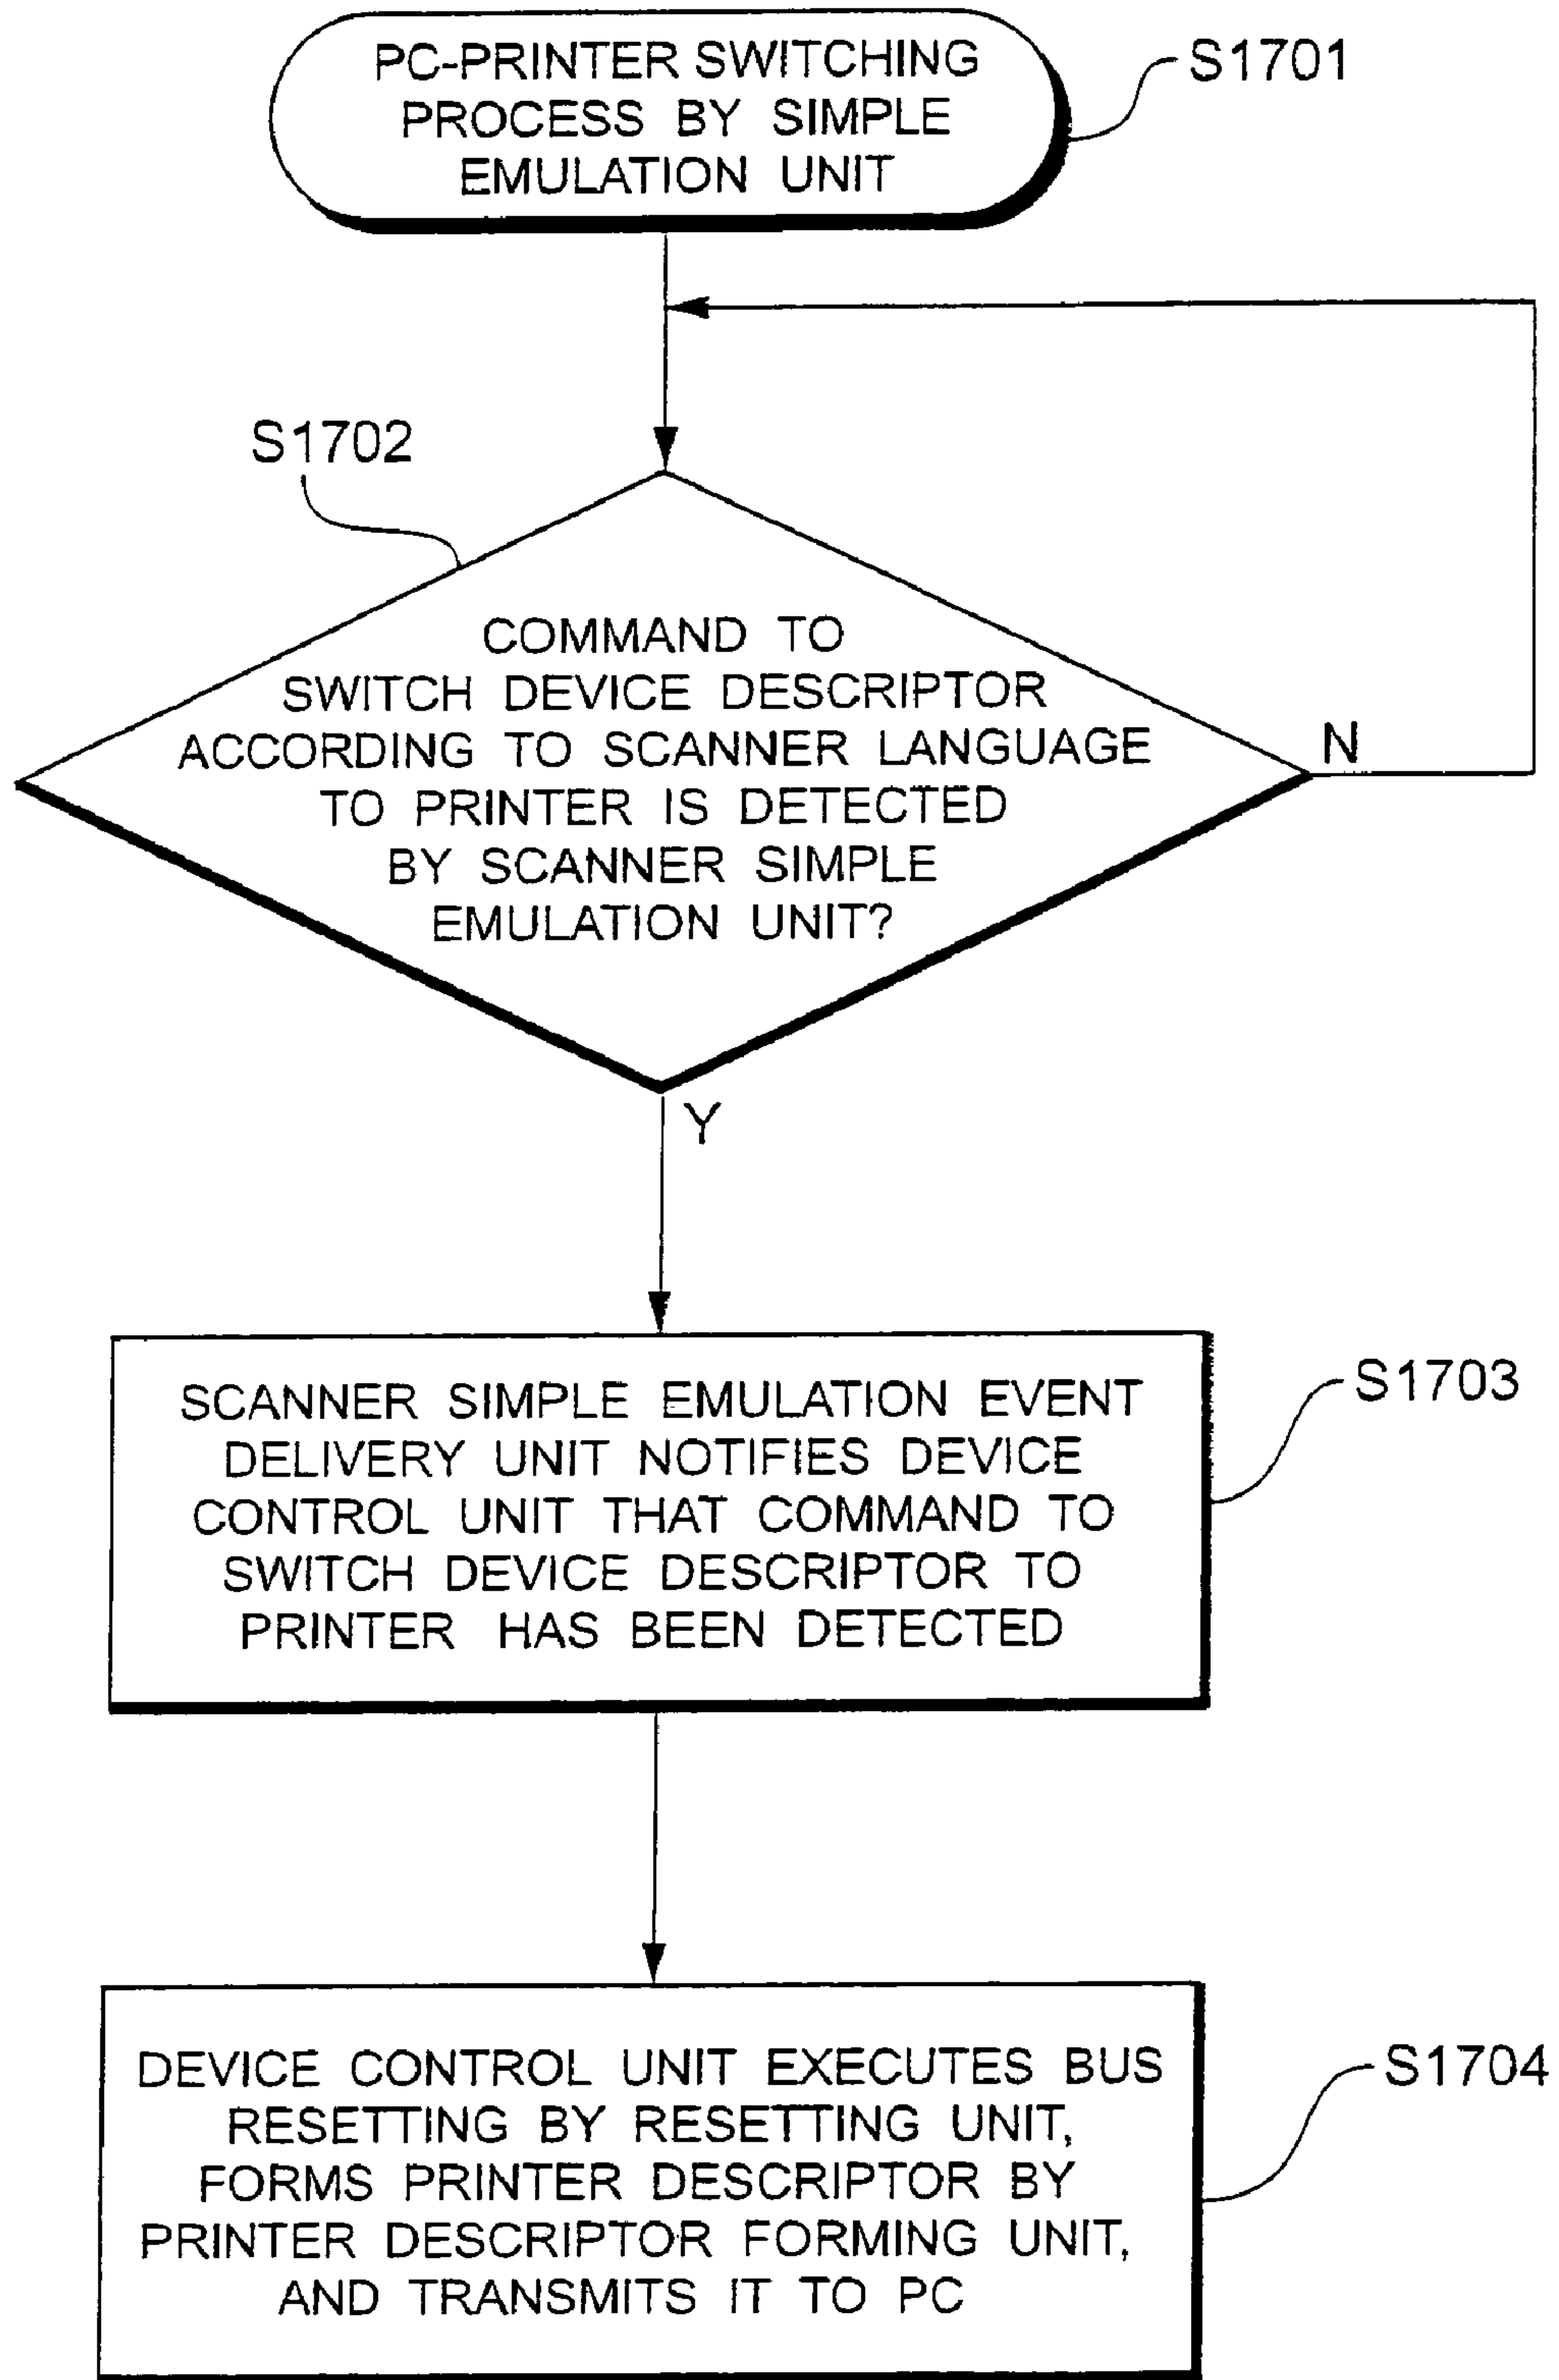 PC-PRINTER SWITCHING
PROCESS BY SIMPLE
EMULATION UNIT
S1701
S1702
COMMAND TO
SWITCH DEVICE DESCRIPTOR
ACCORDING TO SCANNER LANGUAGE
TO PRINTER IS DETECTED
BY SCANNER SIMPLE
EMULATION UNIT?
N
Y
SCANNER SIMPLE EMULATION EVENT
DELIVERY UNIT NOTIFIES DEVICE
CONTROL UNIT THAT COMMAND TO
SWITCH DEVICE DESCRIPTOR TO
PRINTER HAS BEEN DETECTED
S1703
DEVICE CONTROL UNIT EXECUTES BUS
RESETTING BY RESETTING UNIT,
FORMS PRINTER DESCRIPTOR BY
PRINTER DESCRIPTOR FORMING UNIT,
AND TRANSMITS IT TO PC
S1704